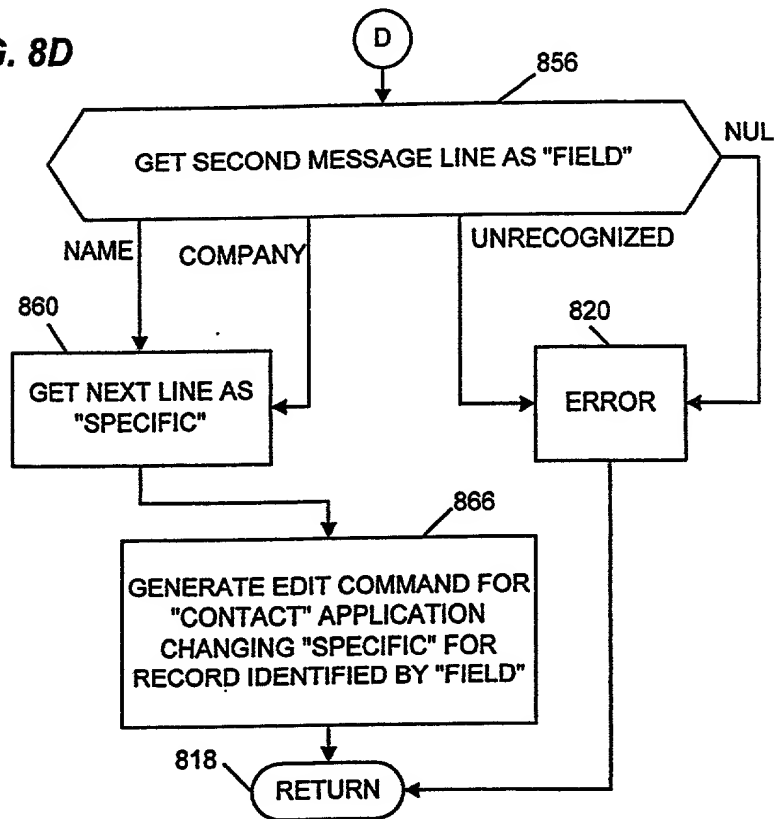 G. 8D
D
856
GET SECOND MESSAGE LINE AS "FIELD"
NUL
NAME
COMPANY
UNRECOGNIZED
860
820
GET NEXT LINE AS
"SPECIFIC"
ERROR
866
GENERATE EDIT COMMAND FOR
"CONTACT" APPLICATION
CHANGING "SPECIFIC" FOR
RECORD IDENTIFIED BY "FIELD"
818
RETURN